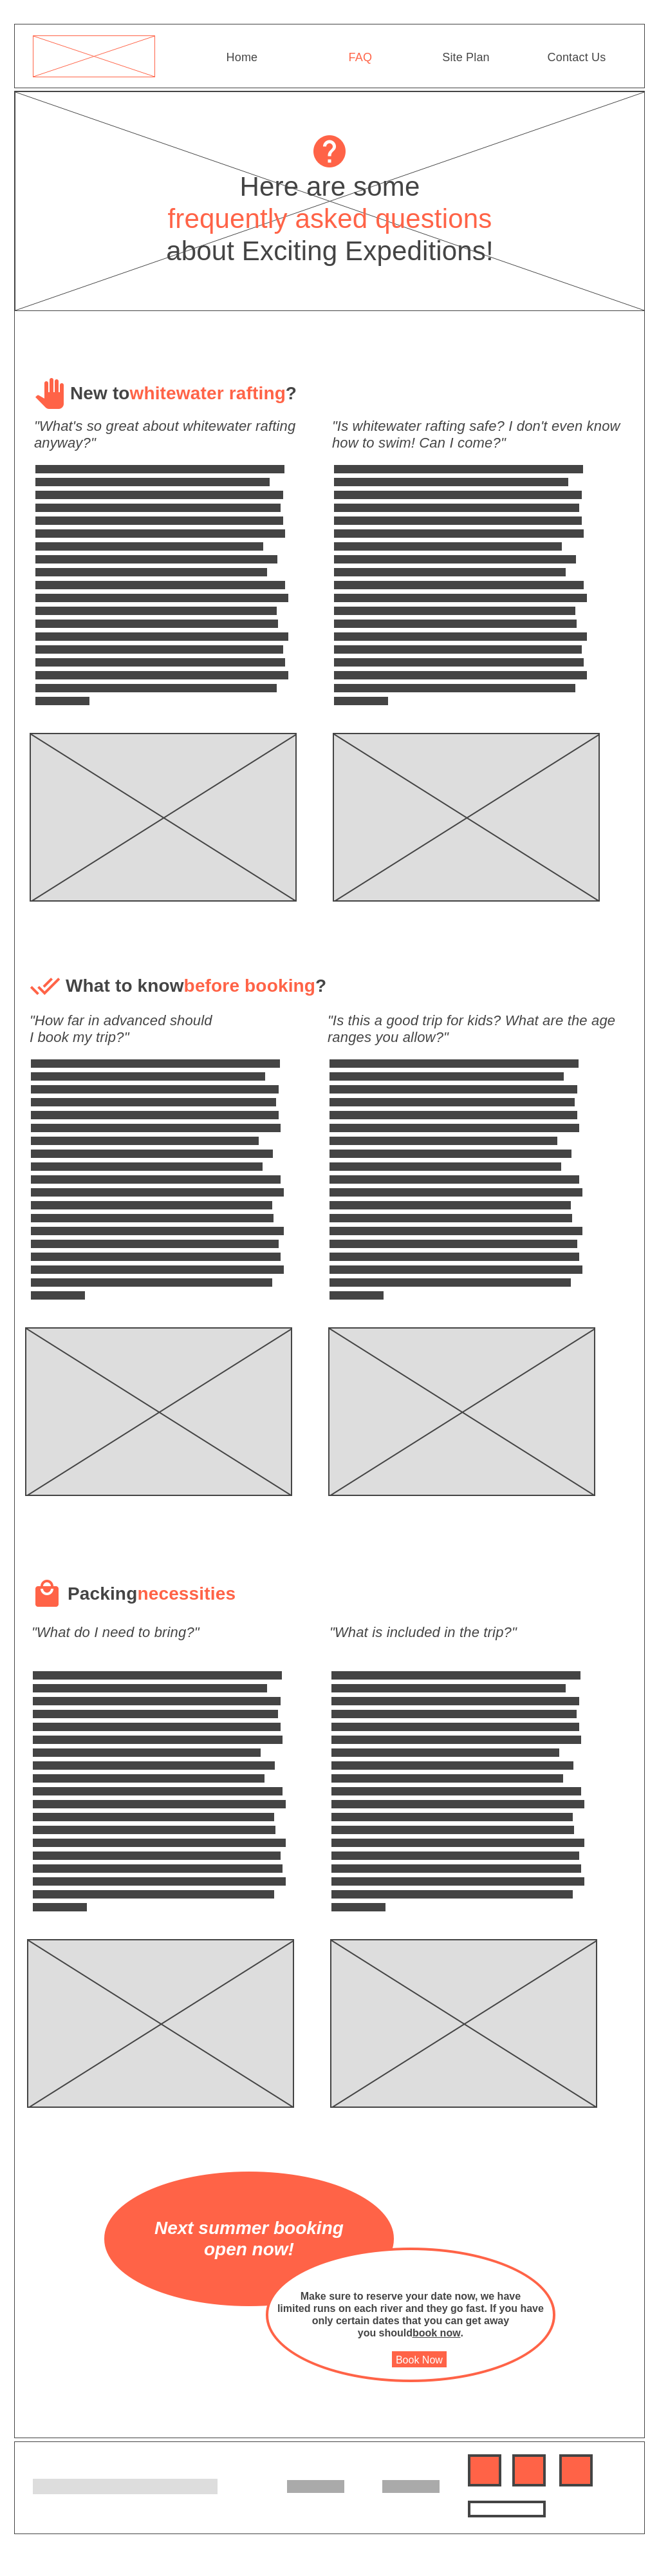 Home FAQ Site Plan Contact Us
Here are some
frequently asked questions
about Exciting Expeditions!
New towhitewater rafting?
"What's so great about whitewater rafting
anyway?"
"Is whitewater rafting safe? I don't even know
how to swim! Can I come?"
What to knowbefore booking?
"How far in advanced should
I book my trip?"
"Is this a good trip for kids? What are the age
ranges you allow?"
Packingnecessities
"What do I need to bring?"
"What is included in the trip?"
Next summer booking
open now!
Make sure to reserve your date now, we have
limited runs on each river and they go fast. If you have
only certain dates that you can get away
you shouldbook now.
Book Now